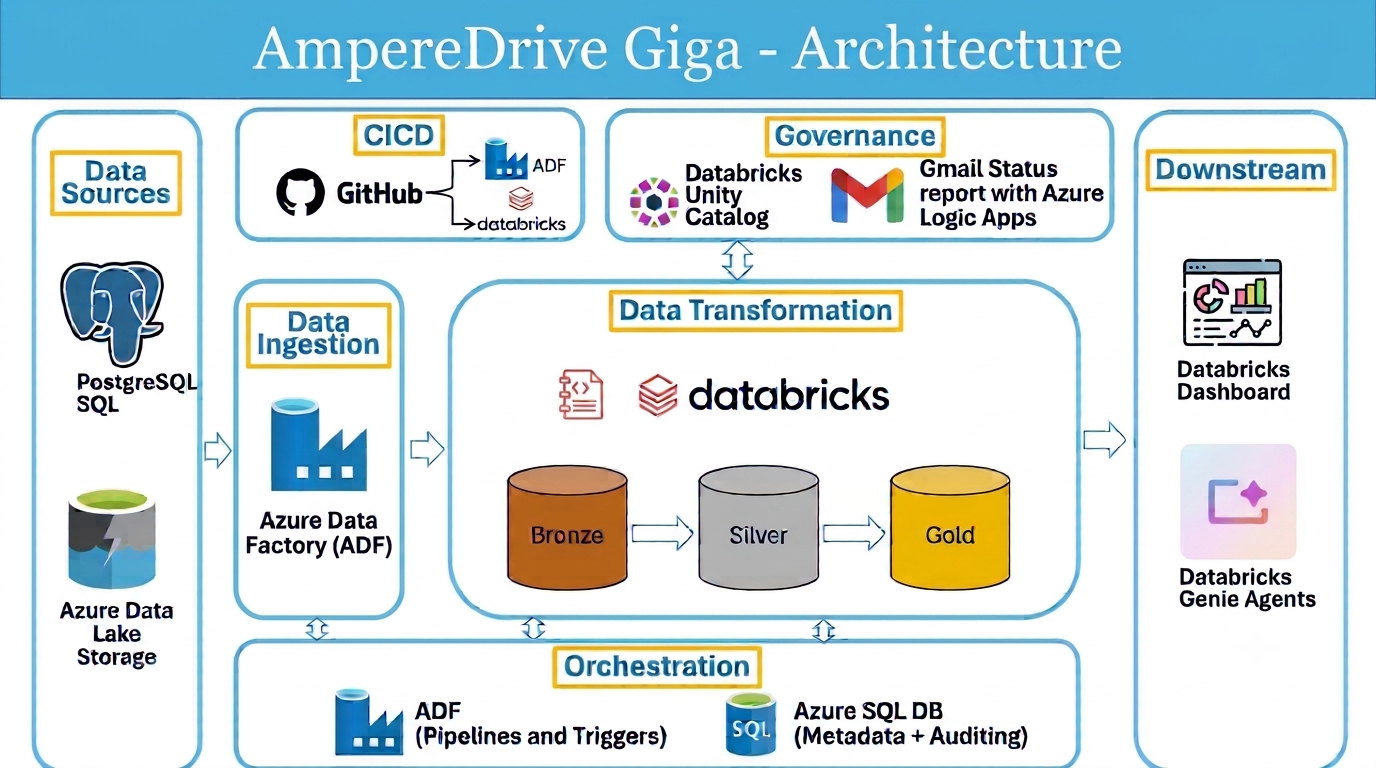 AmpereDrive Giga - Architecture
Data
Sources
PostgreSQL
SQL
Azure Data
Lake
Storage
CICD
GitHub
ADF
databricks
Governance
Databricks
Unity
Catalog
Gmail Status
report with Azure
Logic Apps
Data
Ingestion
Azure Data
Factory (ADF)
Data Transformation
databricks
Bronze
Silver
Gold
Orchestration
ADF
(Pipelines and Triggers)
SQL
Azure SQL DB
(Metadata + Auditing)
Downstream
Databricks
Dashboard
Databricks
Genie Agents